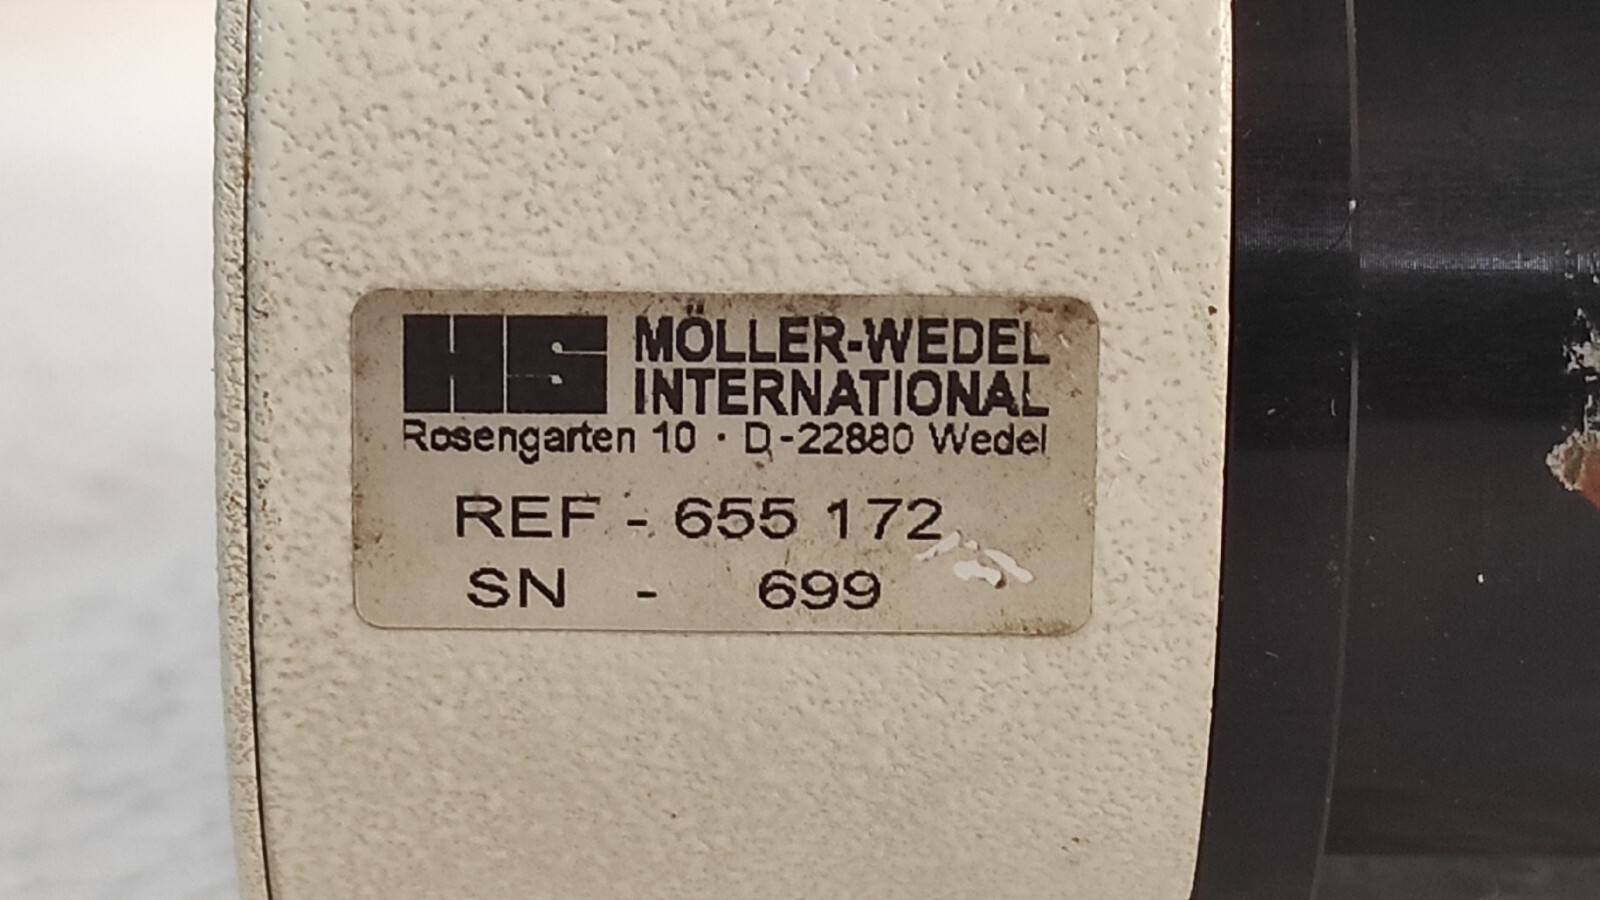 HS MÖLLER-WEDEL
INTERNATIONAL
Rosengarten 10 · D-22880 Wedel
REF - 655 172
SN - 699